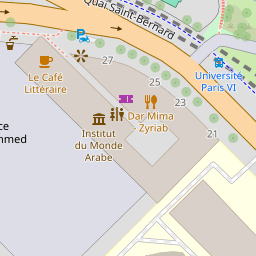 Quai Saint-Bernard
27
Le Café
Littéraire
25
Université
Paris VI
23
Dar Mima
- Zyriab
21
Institut
du Monde
Arabe
ce
ammed